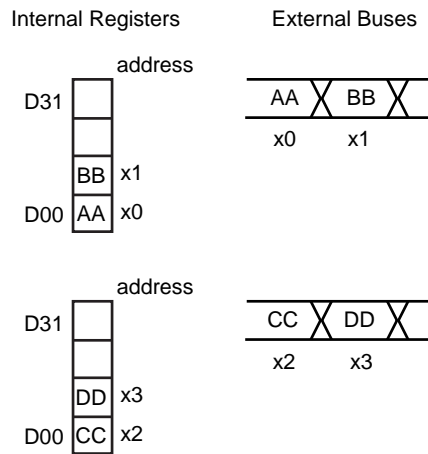 Internal Registers External Buses
address
D31 AA BB
x0 x1
BB x1
D00 AA x0
address
D31 CC DD
x2 x3
DD x3
D00 CC x2